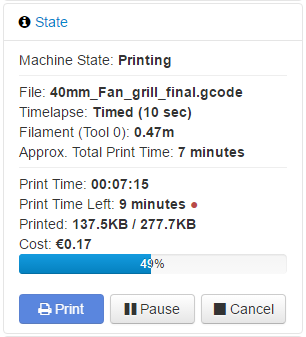 State
Machine State: Printing
File: 40mm_Fan_grill_final.gcode
Timelapse: Timed (10 sec)
Filament (Tool 0): 0.47m
Approx. Total Print Time: 7 minutes
Print Time: 00:07:15
Print Time Left: 9 minutes
Printed: 137.5KB / 277.7KB
Cost: €0.17
49%
Print Pause Cancel